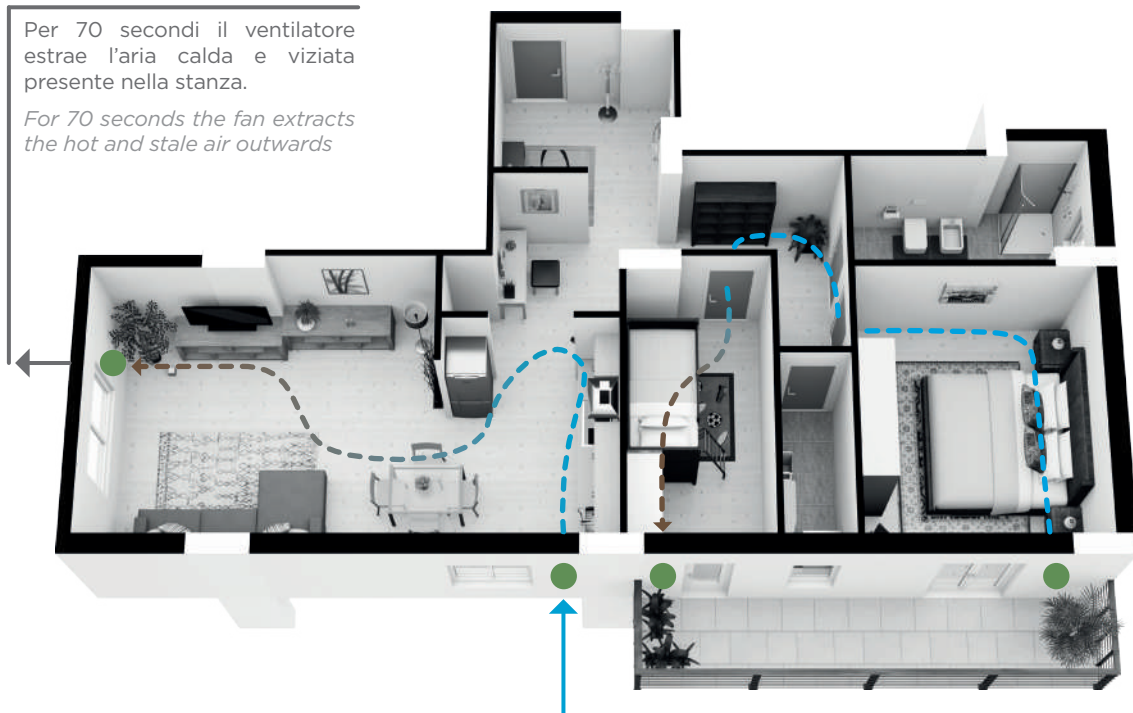 Per 70 secondi il ventilatore
estrae l’aria calda e viziata
presente nella stanza.
For 70 seconds the fan extracts
the hot and stale air outwards